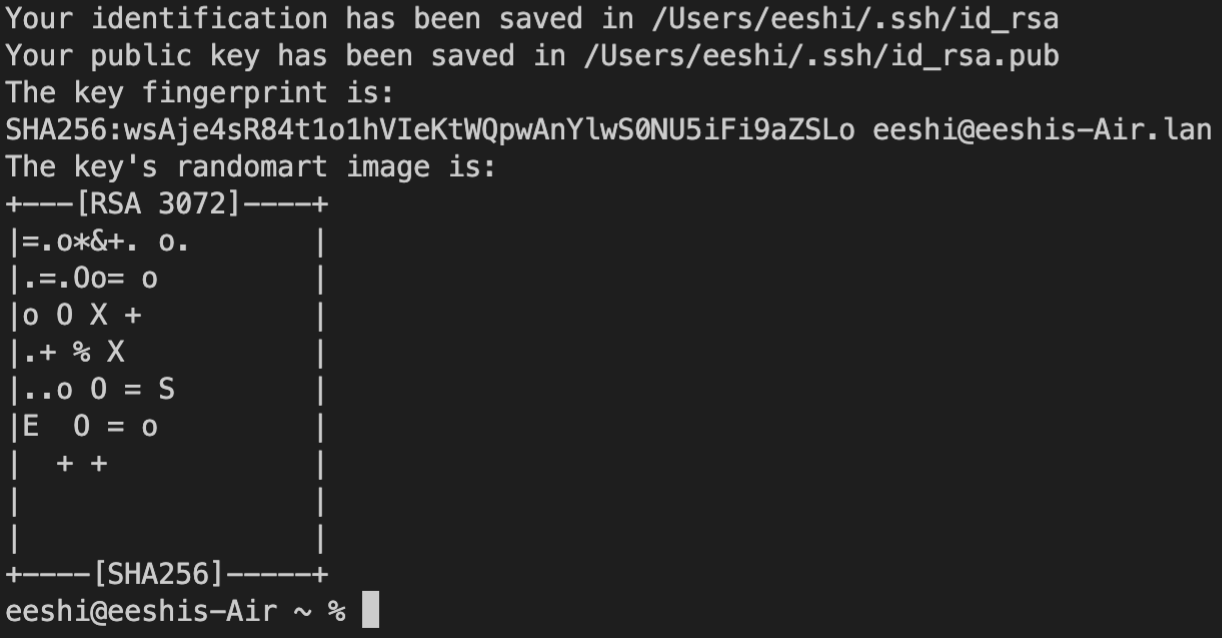 Your identification has been saved in /Users/eeshi/.ssh/id_rsa
Your public key has been saved in /Users/eeshi/.ssh/id_rsa.pub
The key fingerprint is:
SHA256:wsAje4sR84t1o1hVIeKtWQpwAnYlwS0NU5iFi9aZSLo eeshi@eeshis-Air.lan
The key's randomart image is:
+---[RSA 3072]----+
|=.o*&+. o.       |
|.=.Oo= o         |
|o O X +          |
|.+ % X           |
|..o O = S        |
|E  O = o         |
|  + +            |
|                 |
|                 |
+----[SHA256]-----+
eeshi@eeshis-Air ~ %